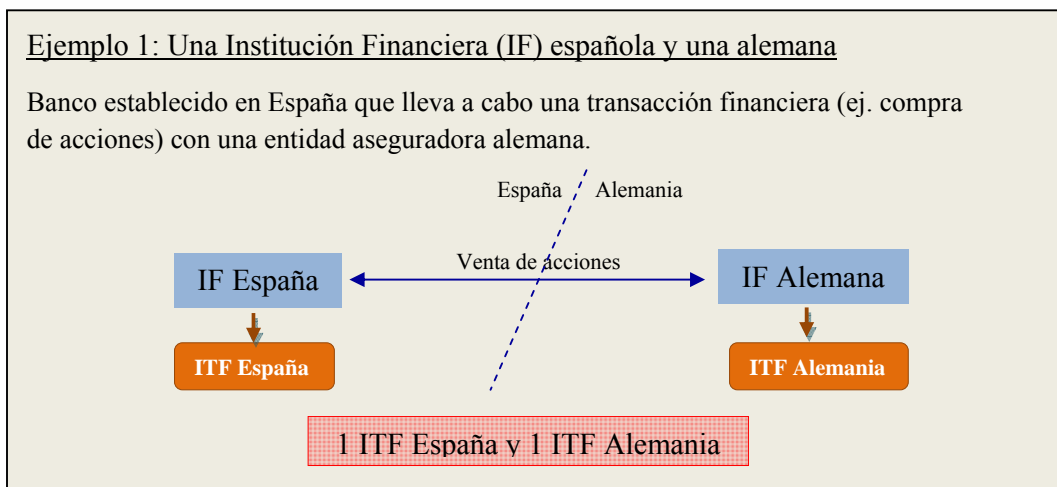 Ejemplo 1: Una Institución Financiera (IF) española y una alemana
Banco establecido en España que lleva a cabo una transacción financiera (ej. compra
de acciones) con una entidad aseguradora alemana.
España Alemania
Venta de acciones
IF España
IF Alemana
ITF España
ITF Alemania
1 ITF España y 1 ITF Alemania